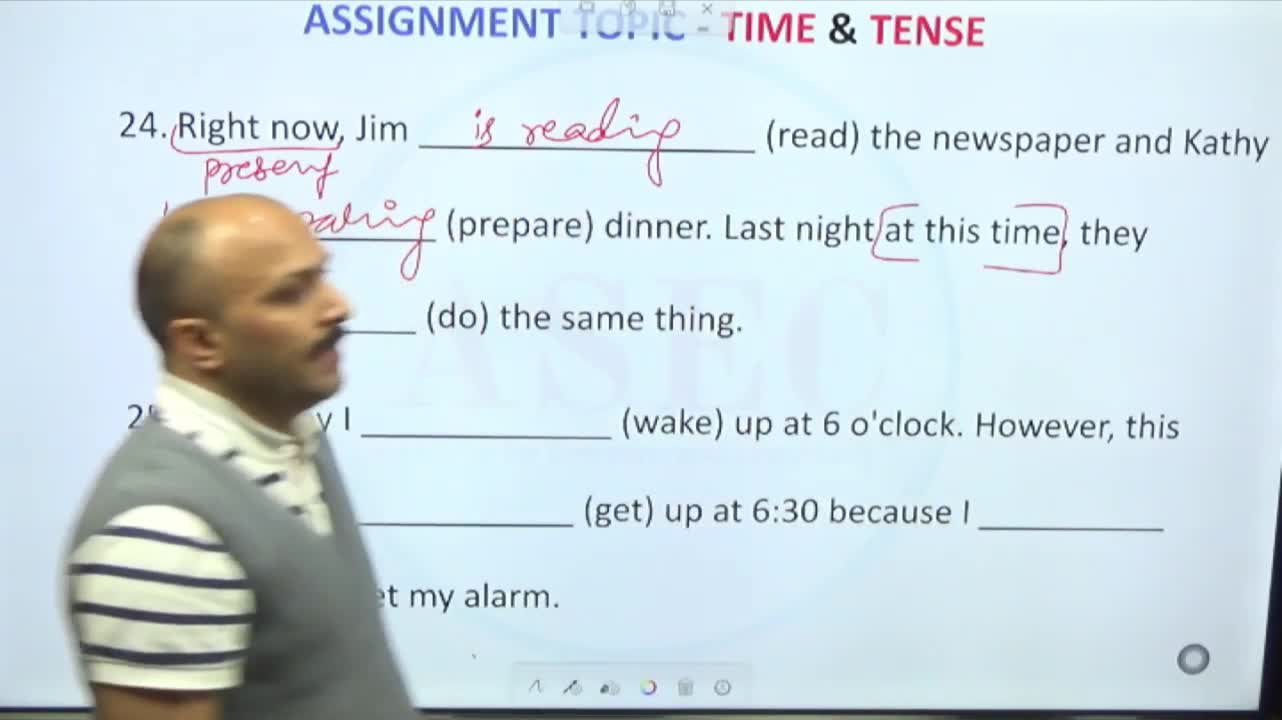 ASSIGNMENT TOPIC - TIME & TENSE
24. Right now, Jim is reading (read) the newspaper and Kathy
present
(prepare) dinner. Last night at this time, they
(do) the same thing.
I (wake) up at 6 o'clock. However, this
(get) up at 6:30 because I
my alarm.
ASEC